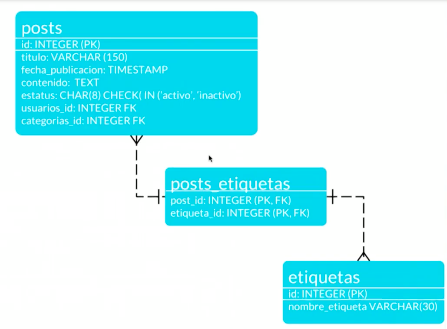 posts
id: INTEGER (PK)
titulo: VARCHAR (150)
fecha_publicacion: TIMESTAMP
contenido: TEXT
estatus: CHAR(8) CHECK( IN ('activo', 'inactivo')
usuarios_id: INTEGER FK
categorias_id: INTEGER FK
posts_etiquetas
post_id: INTEGER (PK, FK)
etiqueta_id: INTEGER (PK, FK)
etiquetas
id: INTEGER (PK)
nombre_etiqueta VARCHAR(30)